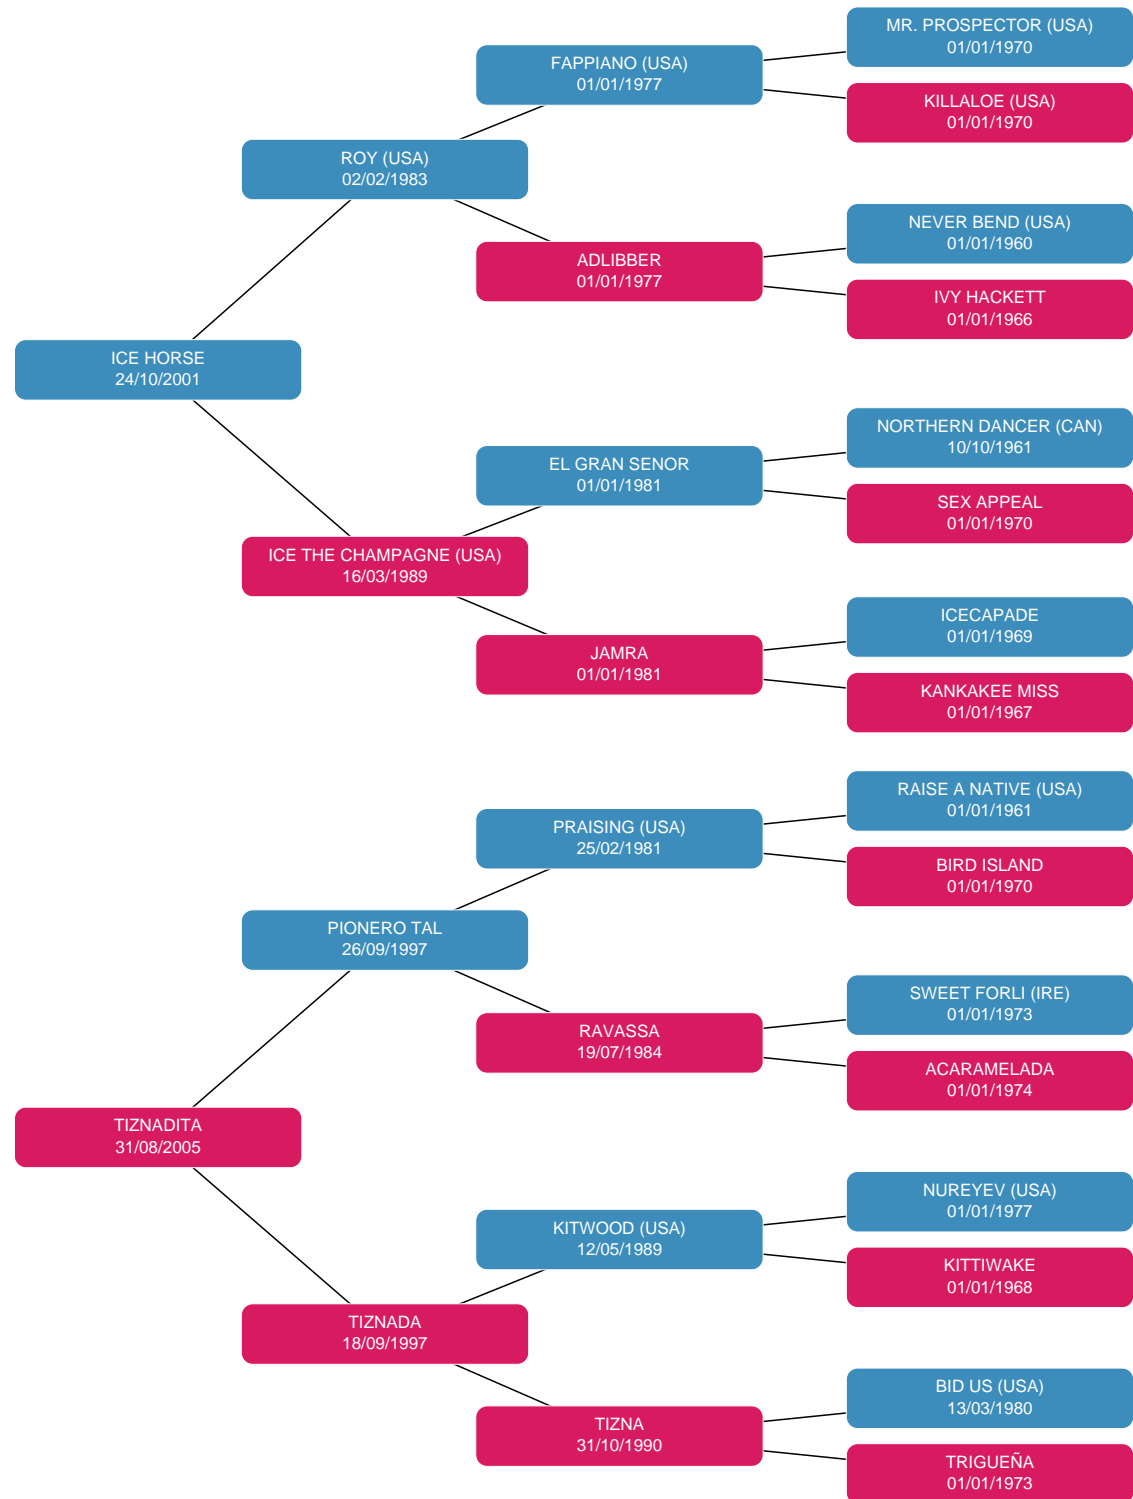 MR. PROSPECTOR (USA)
01/01/1970
FAPPIANO (USA)
01/01/1977
KILLALOE (USA)
01/01/1970
ROY (USA)
02/02/1983
NEVER BEND (USA)
01/01/1960
ADLIBBER
01/01/1977
IVY HACKETT
01/01/1966
ICE HORSE
24/10/2001
NORTHERN DANCER (CAN)
10/10/1961
EL GRAN SENOR
01/01/1981
SEX APPEAL
01/01/1970
ICE THE CHAMPAGNE (USA)
16/03/1989
ICECAPADE
01/01/1969
JAMRA
01/01/1981
KANKAKEE MISS
01/01/1967
RAISE A NATIVE (USA)
01/01/1961
PRAISING (USA)
25/02/1981
BIRD ISLAND
01/01/1970
PIONERO TAL
26/09/1997
SWEET FORLI (IRE)
01/01/1973
RAVASSA
19/07/1984
ACARAMELADA
01/01/1974
TIZNADITA
31/08/2005
NUREYEV (USA)
01/01/1977
KITWOOD (USA)
12/05/1989
KITTIWAKE
01/01/1968
TIZNADA
18/09/1997
BID US (USA)
13/03/1980
TIZNA
31/10/1990
TRIGUEÑA
01/01/1973